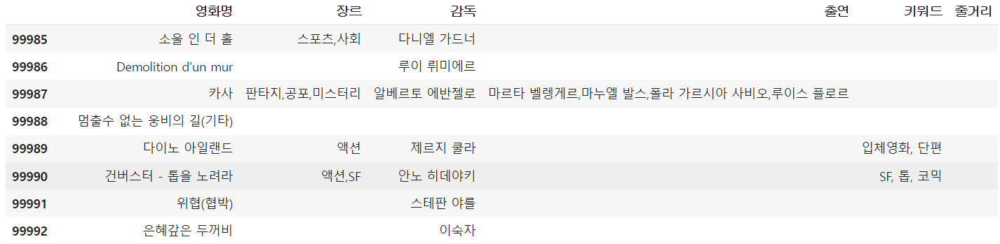 영화명 장르 감독 출연 키워드 줄거리
99985 소울 인 더 홀 스포츠,사회 다니엘 가드너
99986 Demolition d'un mur 루이 뤼미에르
99987 카사 판타지,공포,미스터리 알베르토 에반젤로 마르타 벨렝게르,마누엘 발스,폴라 가르시아 사비오,루이스 플로르
99988 멈출수 없는 웅비의 길(기타)
99989 다이노 아일랜드 액션 제르지 쿨라 입체영화, 단편
99990 건버스터 - 톱을 노려라 액션,SF 안노 히데야키 SF, 톱, 코믹
99991 위협(협박) 스테판 야를
99992 은혜갚은 두꺼비 이숙자